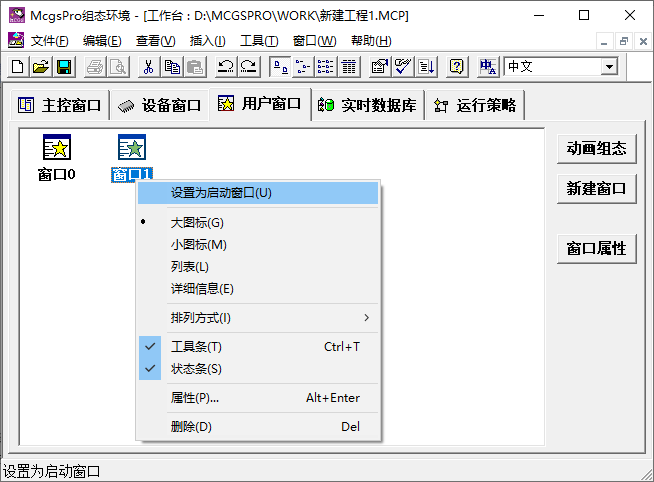 McgsPro组态环境 - [工作台 : D:\MCGSPRO\WORK\新建工程1.MCP]
文件(F) 编辑(E) 查看(V) 插入(I) 工具(T) 窗口(W) 帮助(H)
中文
主控窗口 设备窗口 用户窗口 实时数据库 运行策略
窗口0 窗口1
动画组态
新建窗口
窗口属性
设置为启动窗口(U)
大图标(G)
小图标(M)
列表(L)
详细信息(E)
排列方式(I)
工具条(T) Ctrl+T
状态条(S)
属性(P)... Alt+Enter
删除(D) Del
设置为启动窗口